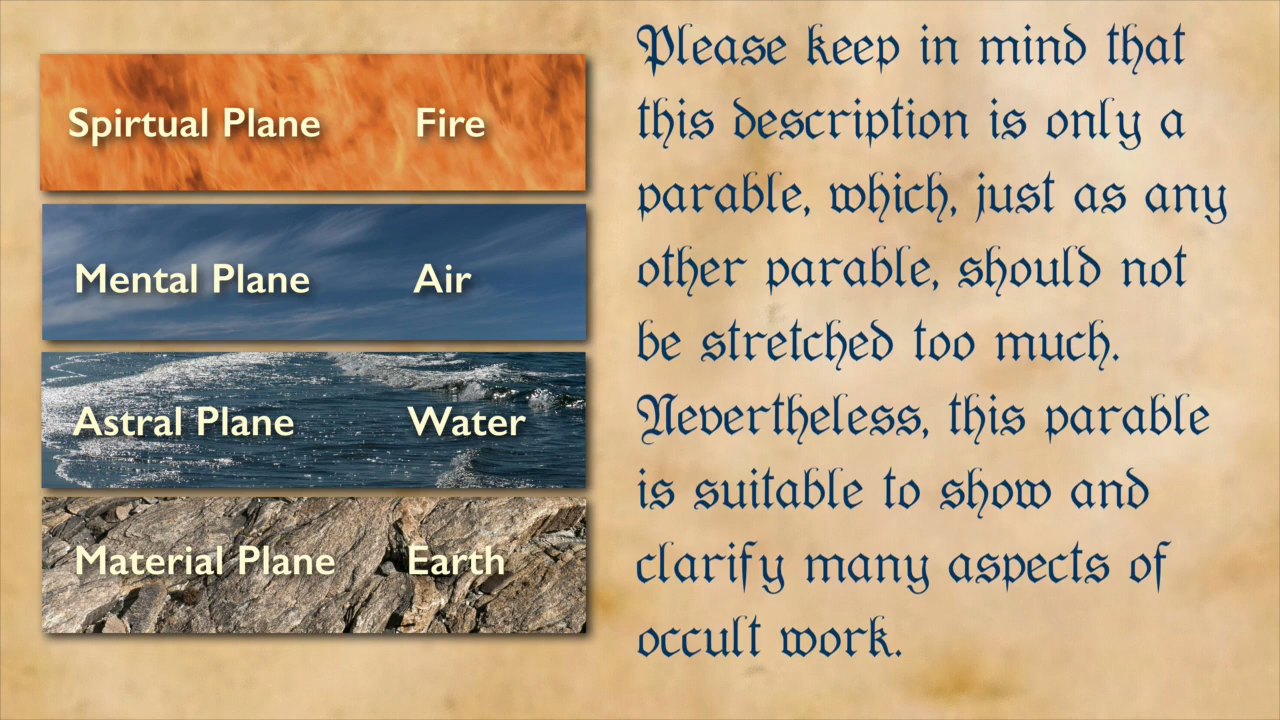 Spirtual Plane Fire
Mental Plane Air
Astral Plane Water
Material Plane Earth
Please keep in mind that
this description is only a
parable, which, just as any
other parable, should not
be stretched too much.
Nevertheless, this parable
is suitable to show and
clarify many aspects of
occult work.